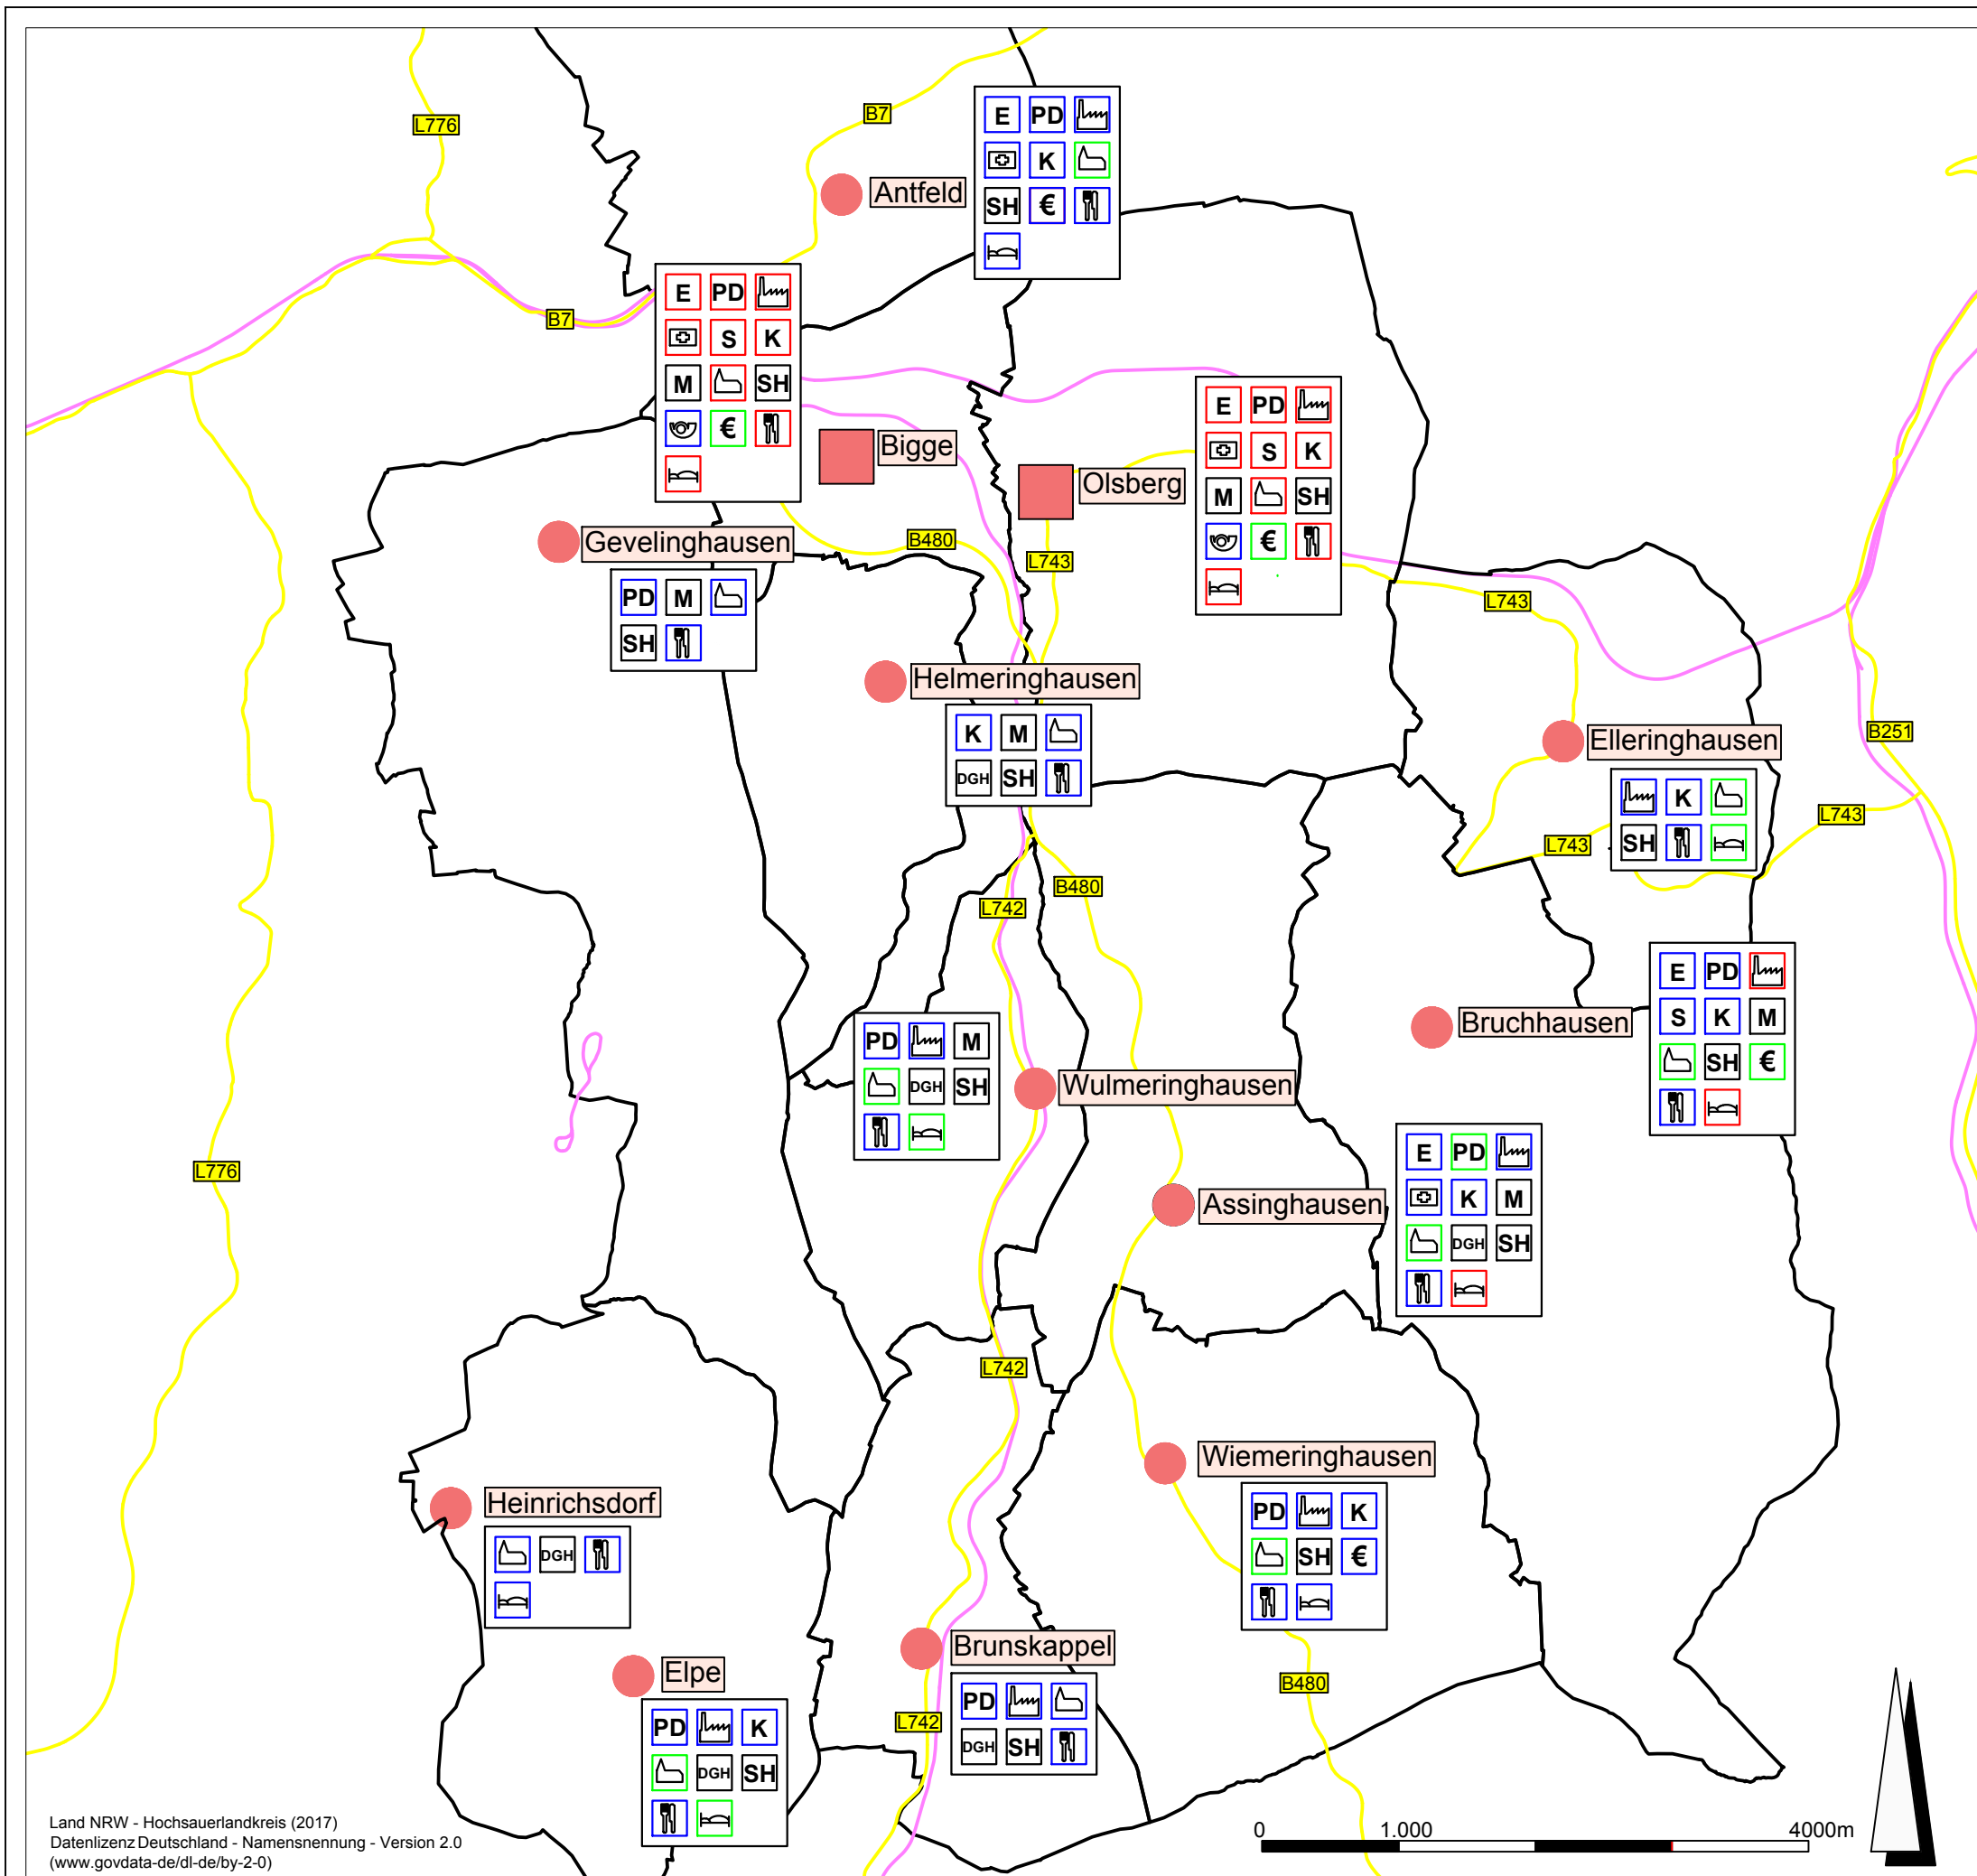 B7
L776
E PD
K
Antfeld
SH €
E PD
B7
S K
M SH
€
Bigge
E PD
S K
Olsberg
M SH
€
Gevelinghausen
B480
L743
PD M
SH
L743
Helmeringhausen
K M
DGH SH
Elleringhausen
B251
K
SH
L743
L743
B480
L742
E PD
S K M
SH €
Bruchhausen
PD M
DGH SH
Wulmeringhausen
L776
E PD
K M
DGH SH
Assinghausen
L742
Wiemeringhausen
PD K
SH €
Heinrichsdorf
DGH
Brunskappel
PD
DGH SH
Elpe
PD K
DGH SH
B480
L742
Land NRW - Hochsauerlandkreis (2017)
Datenlizenz Deutschland - Namensnennung - Version 2.0
(www.govdata-de/dl-de/by-2-0)
0 1.000 4000m